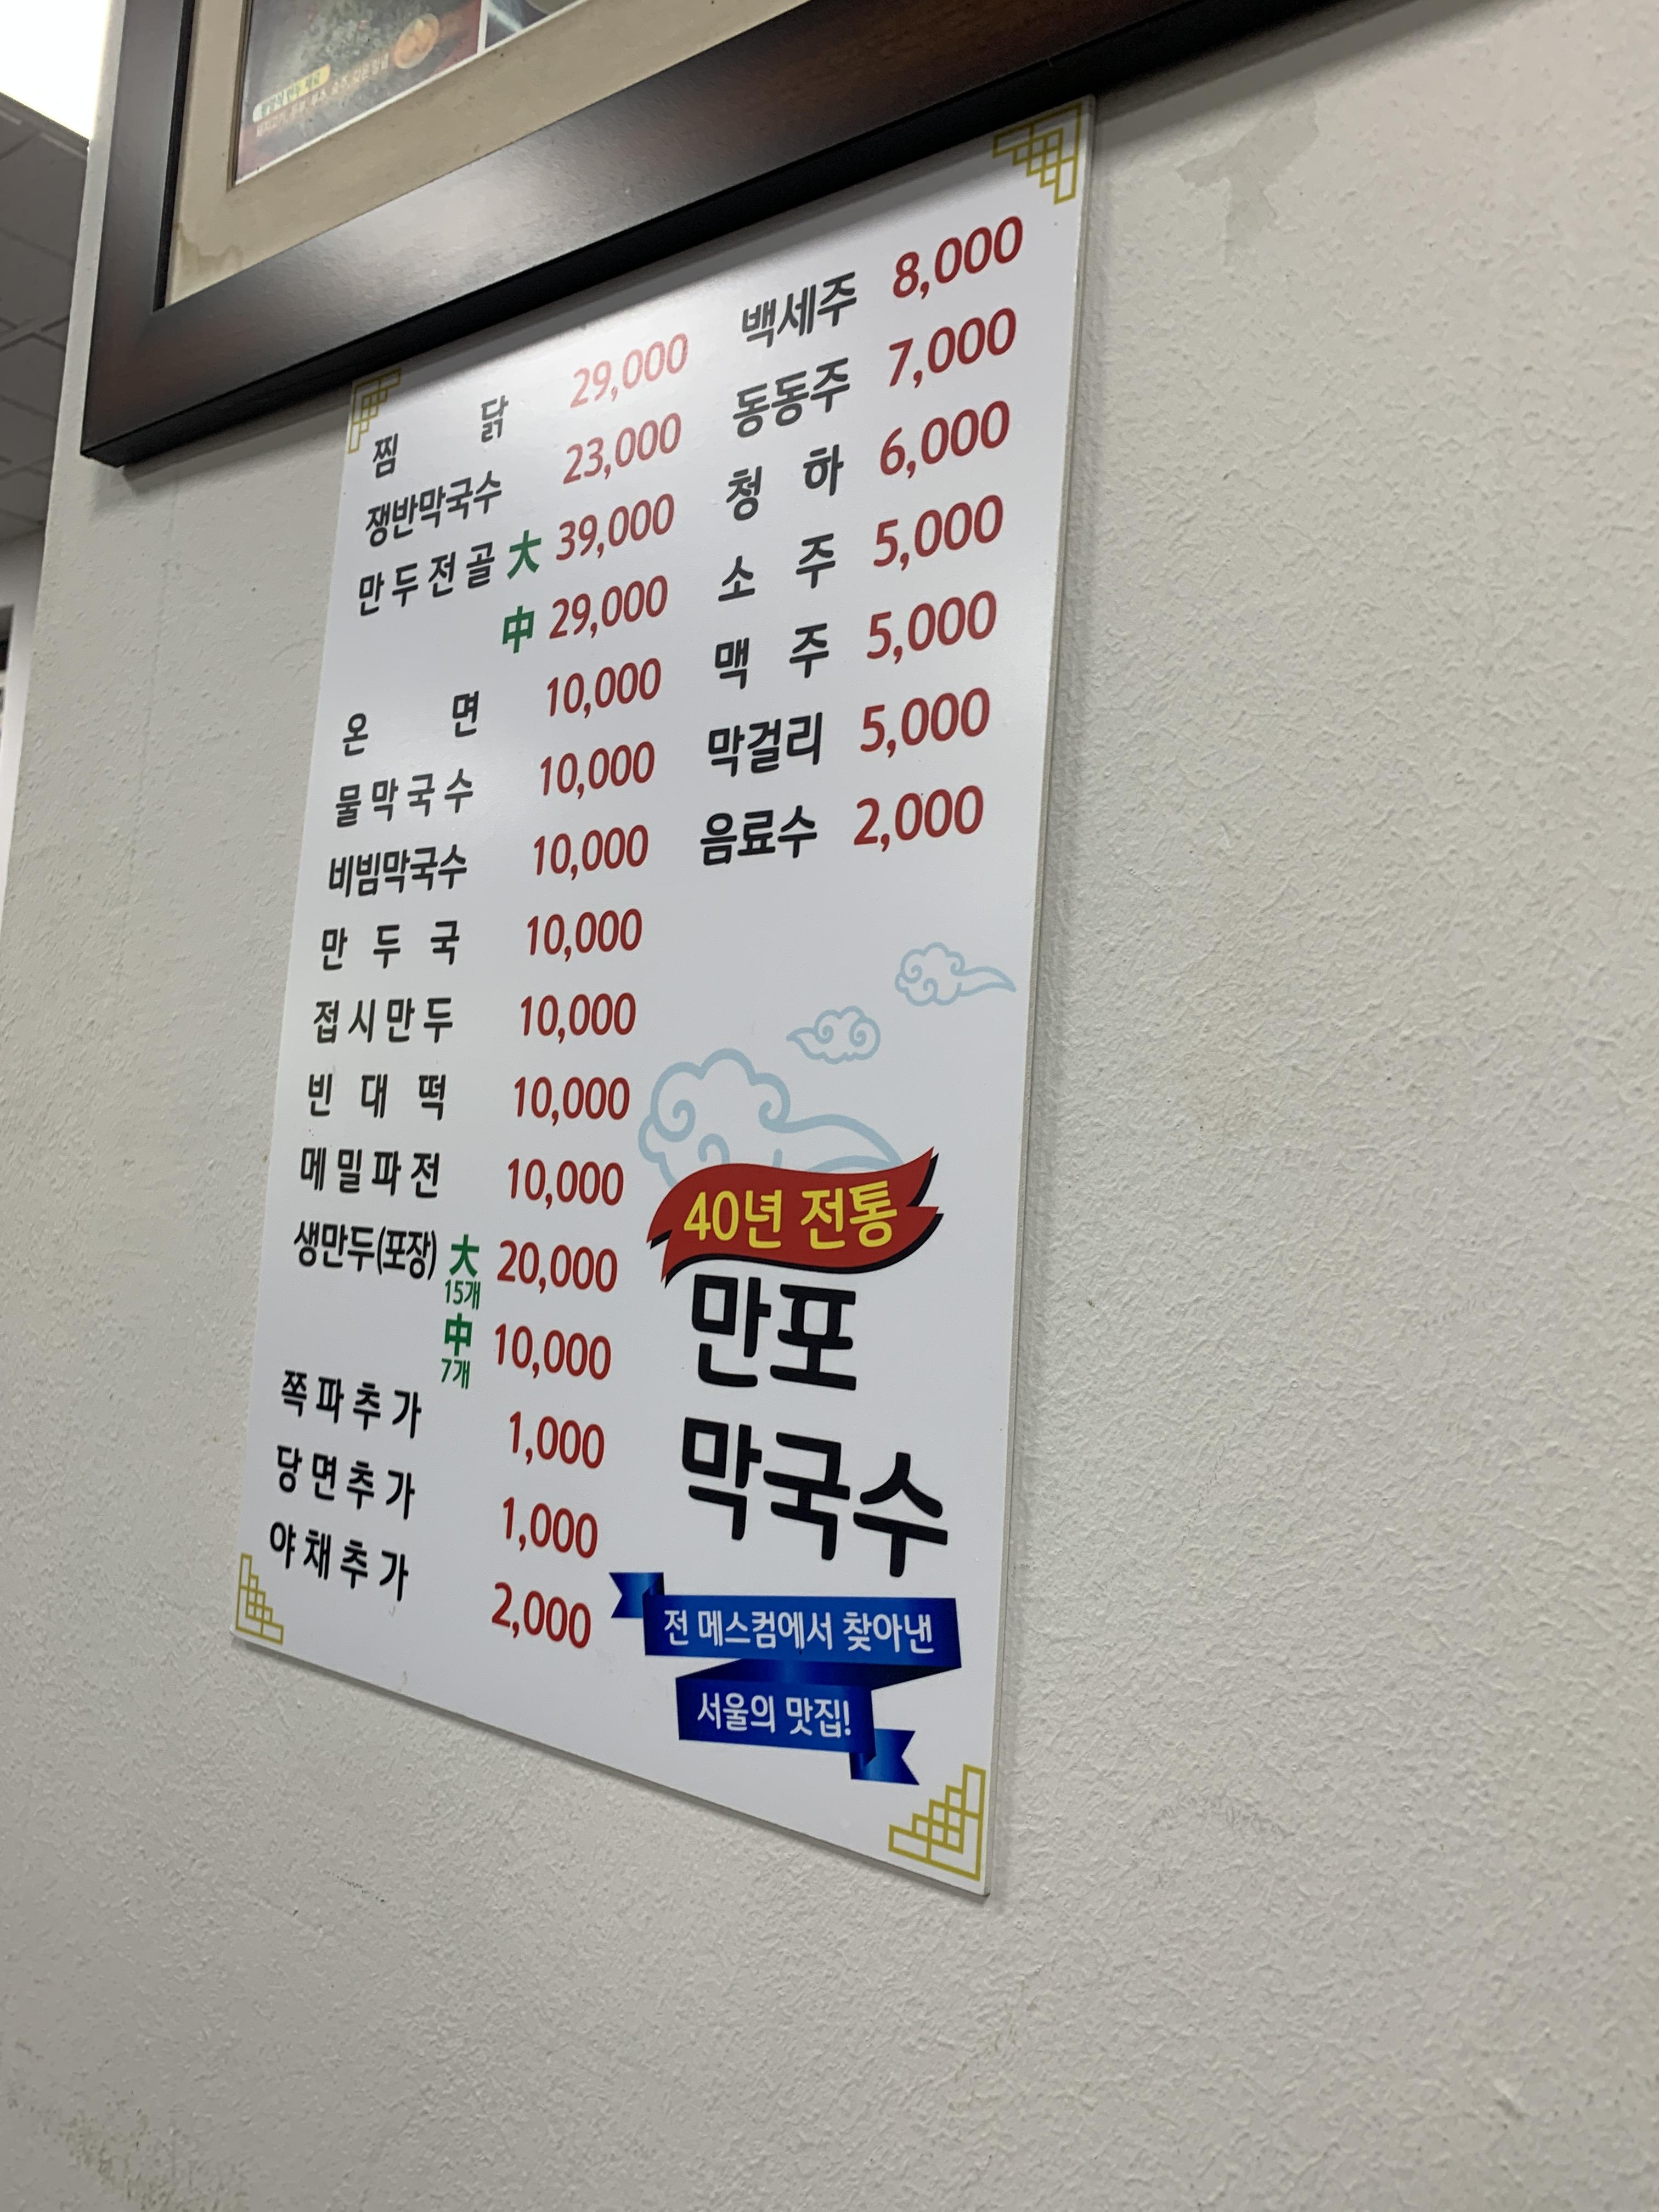 찜 닭 29,000
쟁반막국수 23,000
만두전골 大 39,000
中 29,000
온 면 10,000
물막국수 10,000
비빔막국수 10,000
만두국 10,000
접시만두 10,000
빈대떡 10,000
메밀파전 10,000
생만두(포장) 大 20,000
15개
中 10,000
7개
쪽파추가 1,000
당면추가 1,000
야채추가 2,000
백세주 8,000
동동주 7,000
청 하 6,000
소 주 5,000
맥 주 5,000
막걸리 5,000
음료수 2,000
40년 전통
만포
막국수
전 메스컴에서 찾아낸
서울의 맛집!